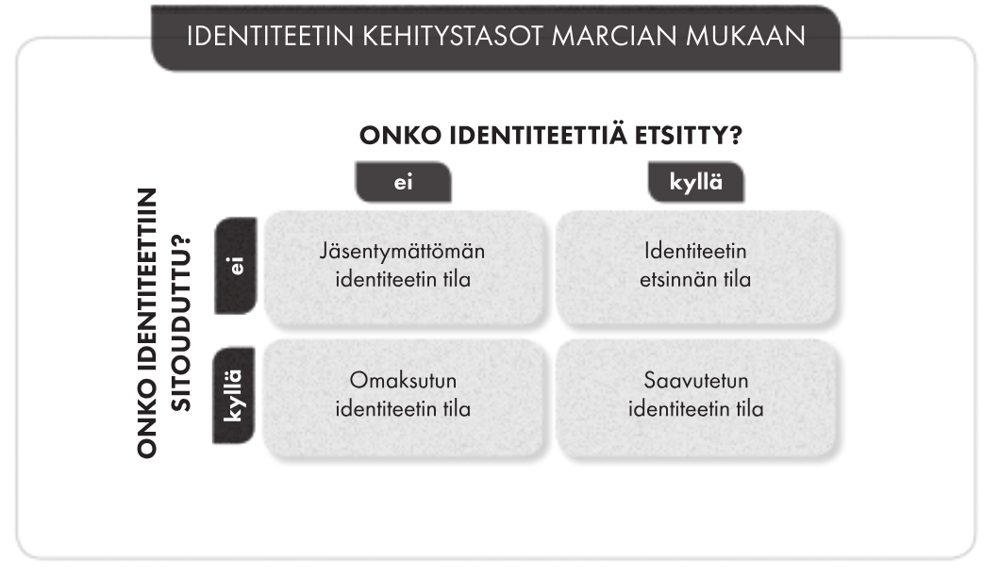 IDENTITEETIN KEHITYSTASOT MARCIAN MUKAAN
ONKO IDENTITEETTIÄ ETSITTY?
ei
kyllä
ONKO IDENTITEETTIIN
SITOUDUTTU?
ei
Jäsentymättömän
identiteetin tila
Identiteetin
etsinnän tila
kyllä
Omaksutun
identiteetin tila
Saavutetun
identiteetin tila